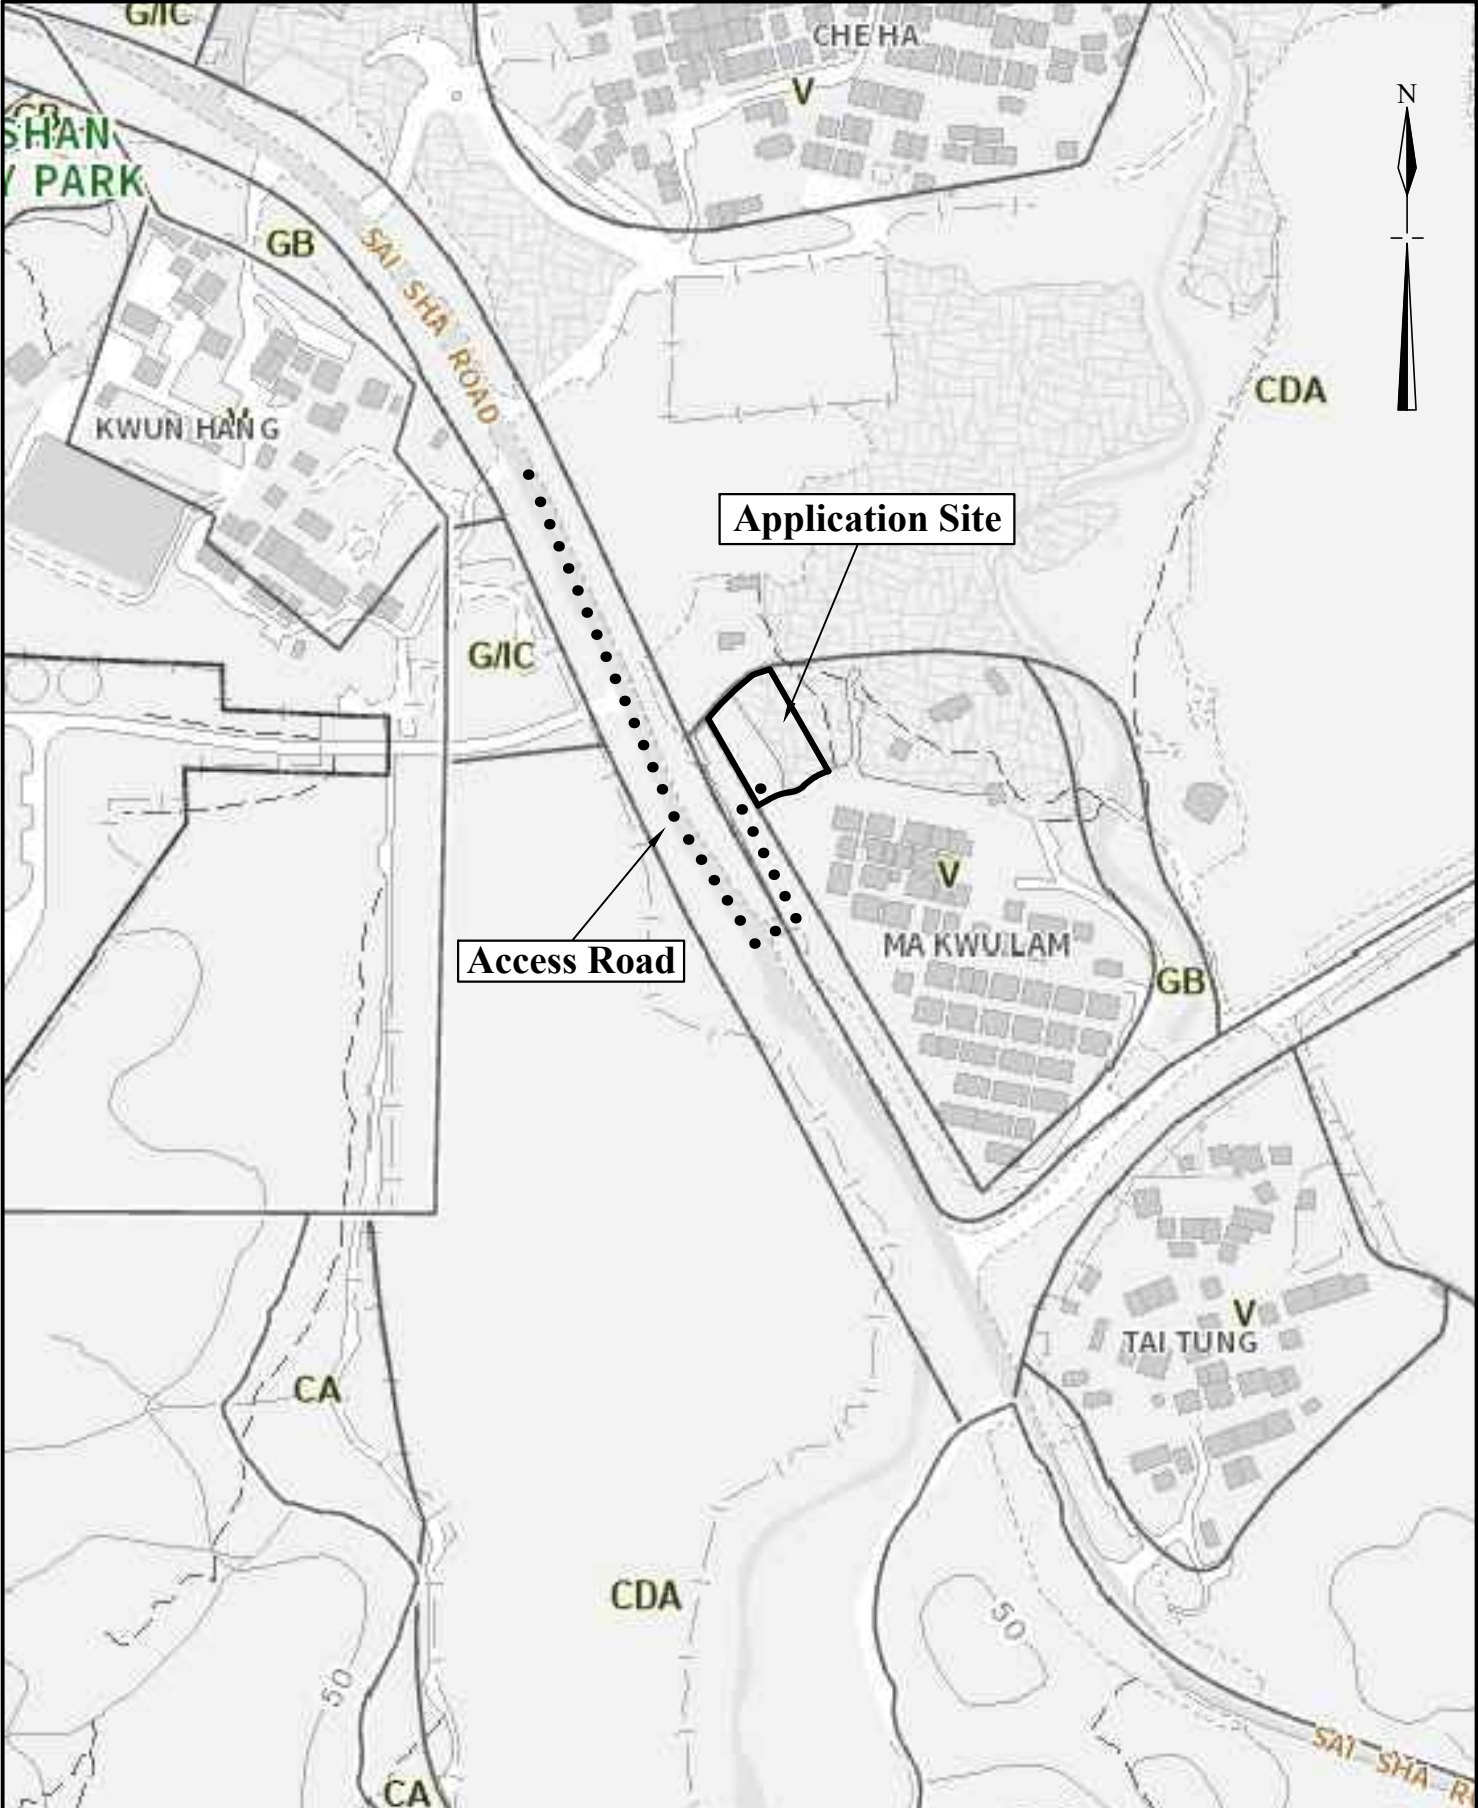 G/IC
CHE HA
V
N
GB
SHAN
Y PARK
GB
SAI SHA ROAD
CDA
KWUN HANG
V
Application Site
G/IC
V
MA KWU LAM
Access Road
GB
V
TAI TUNG
CA
CDA
50
50
SAI SHA R
CA